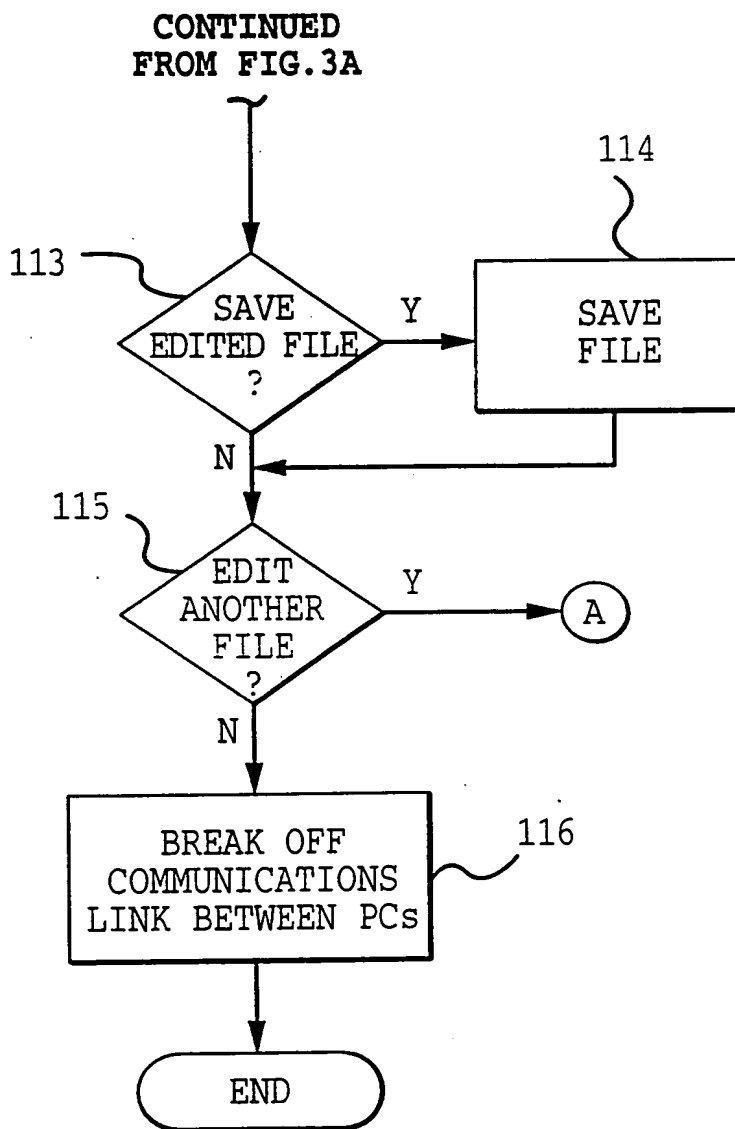 CONTINUED
FROM FIG.3A
114
113
SAVE
EDITED FILE
?
Y
SAVE
FILE
N
115
EDIT
ANOTHER
FILE
?
Y
A
N
BREAK OFF
COMMUNICATIONS
LINK BETWEEN PCs
116
END